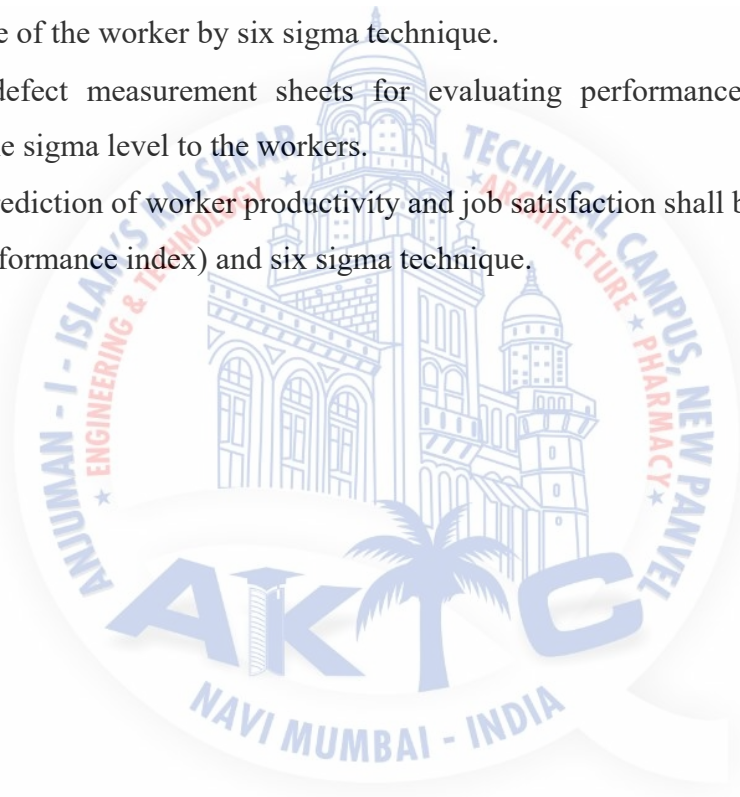 e of the worker by six sigma technique.
defect measurement sheets for evaluating performance
e sigma level to the workers.
rediction of worker productivity and job satisfaction shall b
formance index) and six sigma technique.
ANJUMAN - I - ISLAM'S KALSEKAR TECHNICAL CAMPUS, NEW PANVEL
ENGINEERING & TECHNOLOGY ★ ★ ARCHITECTURE ★ PHARMACY ★
AKTC
NAVI MUMBAI - INDIA